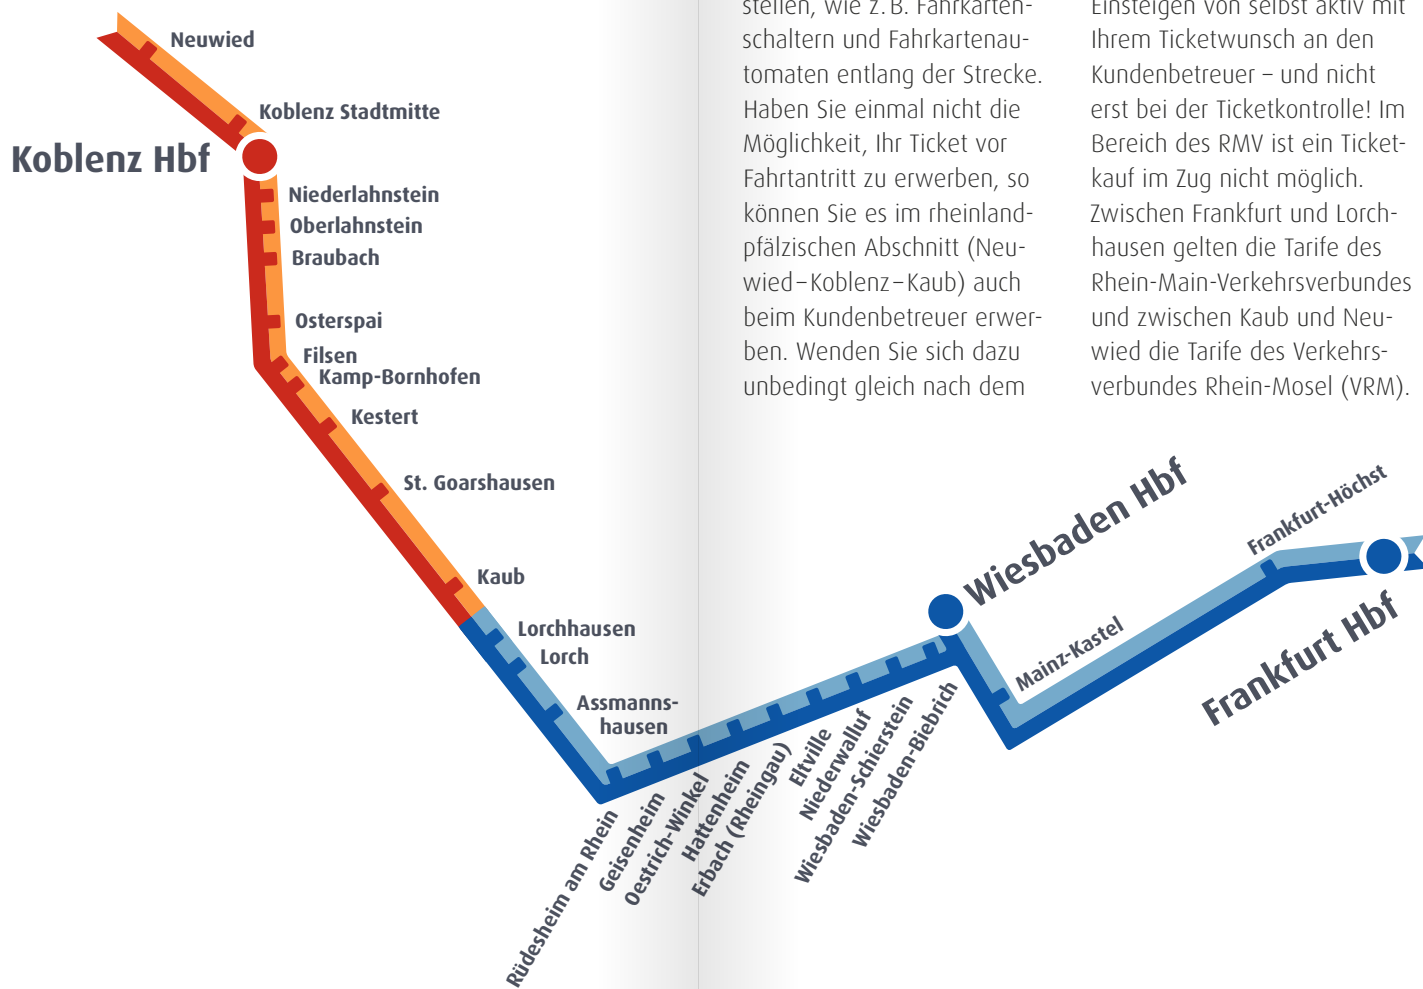 stellen, wie z. B. Fahrkarten-
schaltern und Fahrkartenau-
tomaten entlang der Strecke.
Haben Sie einmal nicht die
Möglichkeit, Ihr Ticket vor
Fahrtantritt zu erwerben, so
können Sie es im rheinland-
pfälzischen Abschnitt (Neu-
wied – Koblenz – Kaub) auch
beim Kundenbetreuer erwer-
ben. Wenden Sie sich dazu
unbedingt gleich nach dem
Einsteigen von selbst aktiv mit
Ihrem Ticketwunsch an den
Kundenbetreuer – und nicht
erst bei der Ticketkontrolle! Im
Bereich des RMV ist ein Ticket-
kauf im Zug nicht möglich.
Zwischen Frankfurt und Lorch-
hausen gelten die Tarife des
Rhein-Main-Verkehrsverbundes
und zwischen Kaub und Neu-
wied die Tarife des Verkehrs-
verbundes Rhein-Mosel (VRM).
Neuwied
Koblenz Stadtmitte
Koblenz Hbf
Niederlahnstein
Oberlahnstein
Braubach
Osterspai
Filsen
Kamp-Bornhofen
Kestert
St. Goarshausen
Kaub
Lorchhausen
Lorch
Assmanns-
hausen
Rüdesheim am Rhein
Geisenheim
Oestrich-Winkel
Hattenheim
Erbach (Rheingau)
Eltville
Niederwalluf
Wiesbaden-Schierstein
Wiesbaden-Biebrich
Wiesbaden Hbf
Mainz-Kastel
Frankfurt-Höchst
Frankfurt Hbf